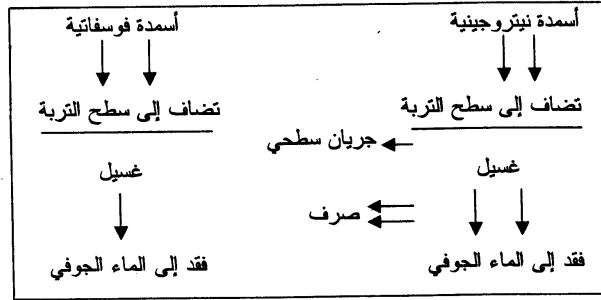 أسمدة نيتروجينية
أسمدة فوسفاتية
تضاف إلى سطح التربة
تضاف إلى سطح التربة
جريان سطحي
غسيل
غسيل
صرف
فقد إلى الماء الجوفي
فقد إلى الماء الجوفي